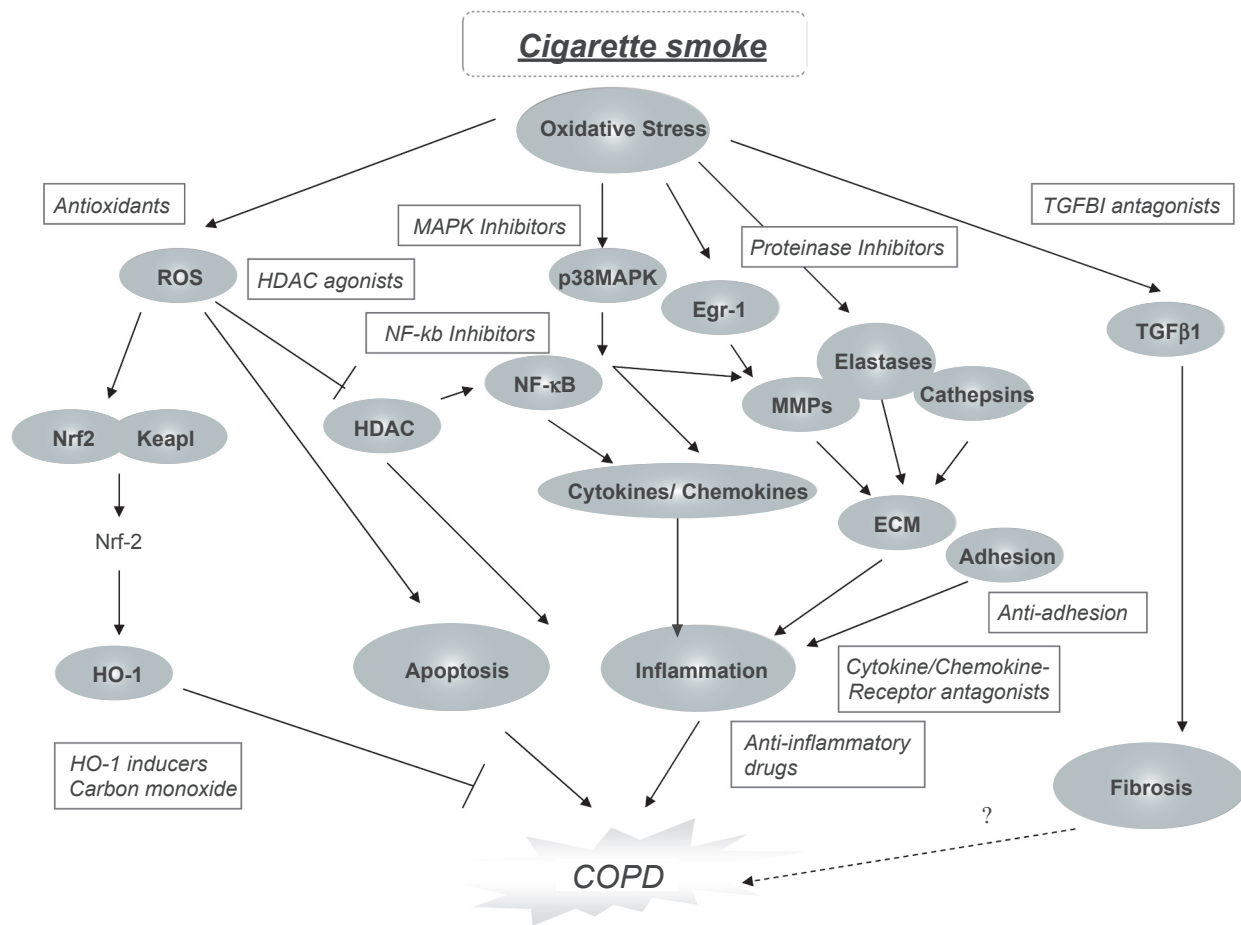 Cigarette smoke
Oxidative Stress
Antioxidants
TGFBI antagonists
MAPK Inhibitors
Proteinase Inhibitors
ROS
HDAC agonists
p38MAPK
Egr-1
TGFβ1
NF-kb Inhibitors
Elastases
NF-κB
Cathepsins
MMPs
HDAC
Nrf2
Keapl
Cytokines/ Chemokines
ECM
Nrf-2
Adhesion
Anti-adhesion
HO-1
Apoptosis
Inflammation
Cytokine/Chemokine-
Receptor antagonists
HO-1 inducers
Carbon monoxide
Anti-inflammatory
drugs
Fibrosis
?
COPD